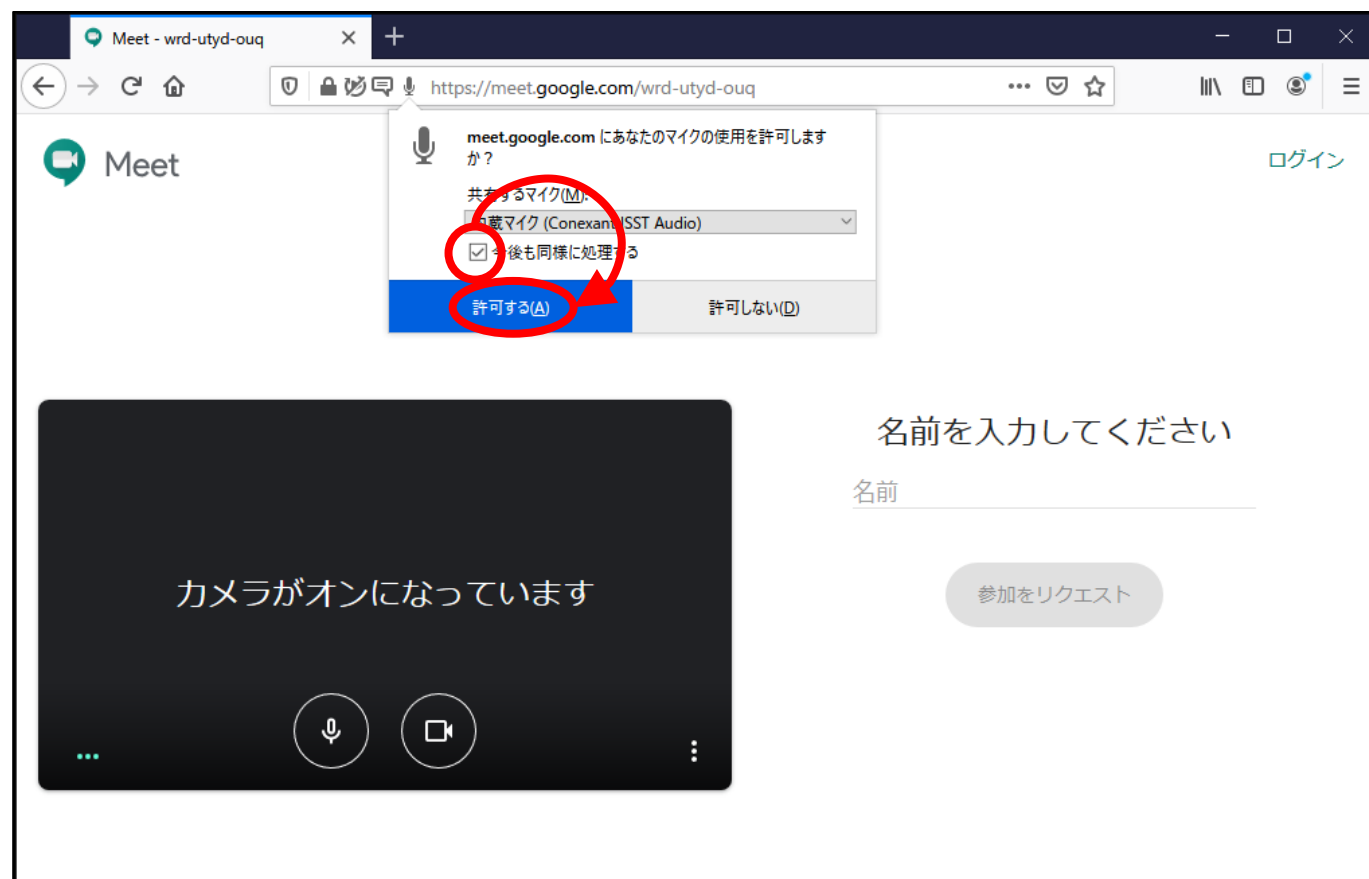 Meet - wrd-utyd-ouq
https://meet.google.com/wrd-utyd-ouq
meet.google.com にあなたのマイクの使用を許可します
か？
Meet
ログイン
共有するマイク(M):
内蔵マイク (Conexant ISST Audio)
今後も同様に処理する
許可する(A)
許可しない(D)
名前を入力してください
名前
カメラがオンになっています
参加をリクエスト